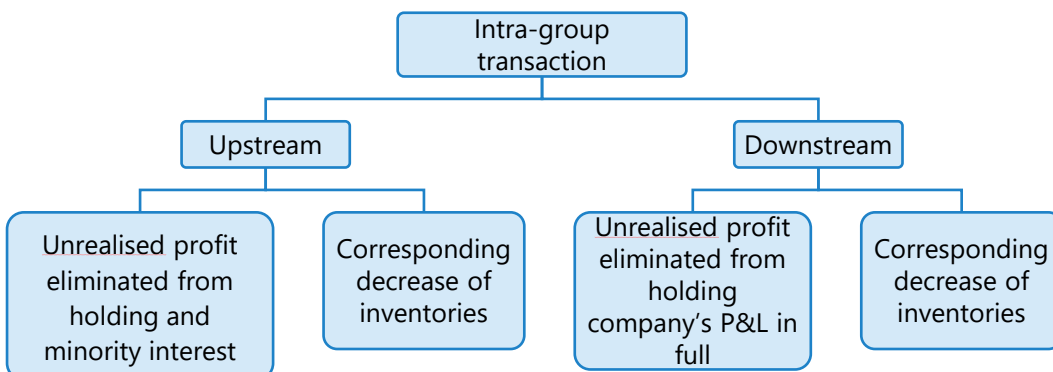 Intra-group
transaction
Upstream
Downstream
Unrealised profit
eliminated from
holding and
minority interest
Corresponding
decrease of
inventories
Unrealised profit
eliminated from
holding
company's P&L in
full
Corresponding
decrease of
inventories